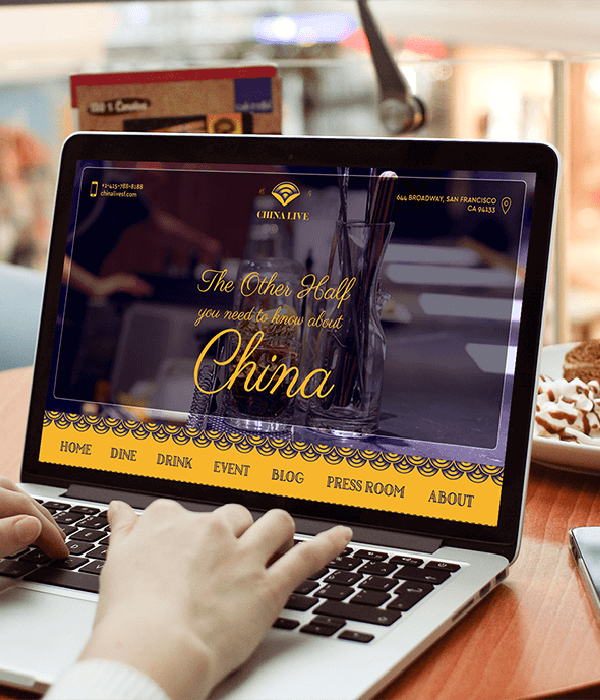 +1-415-788-8188
chinalivesf.com
CHINA LIVE
644 BROADWAY, SAN FRANCISCO
CA 94133
The Other Half
you need to know about
China
HOME DINE DRINK EVENT BLOG PRESS ROOM ABOUT